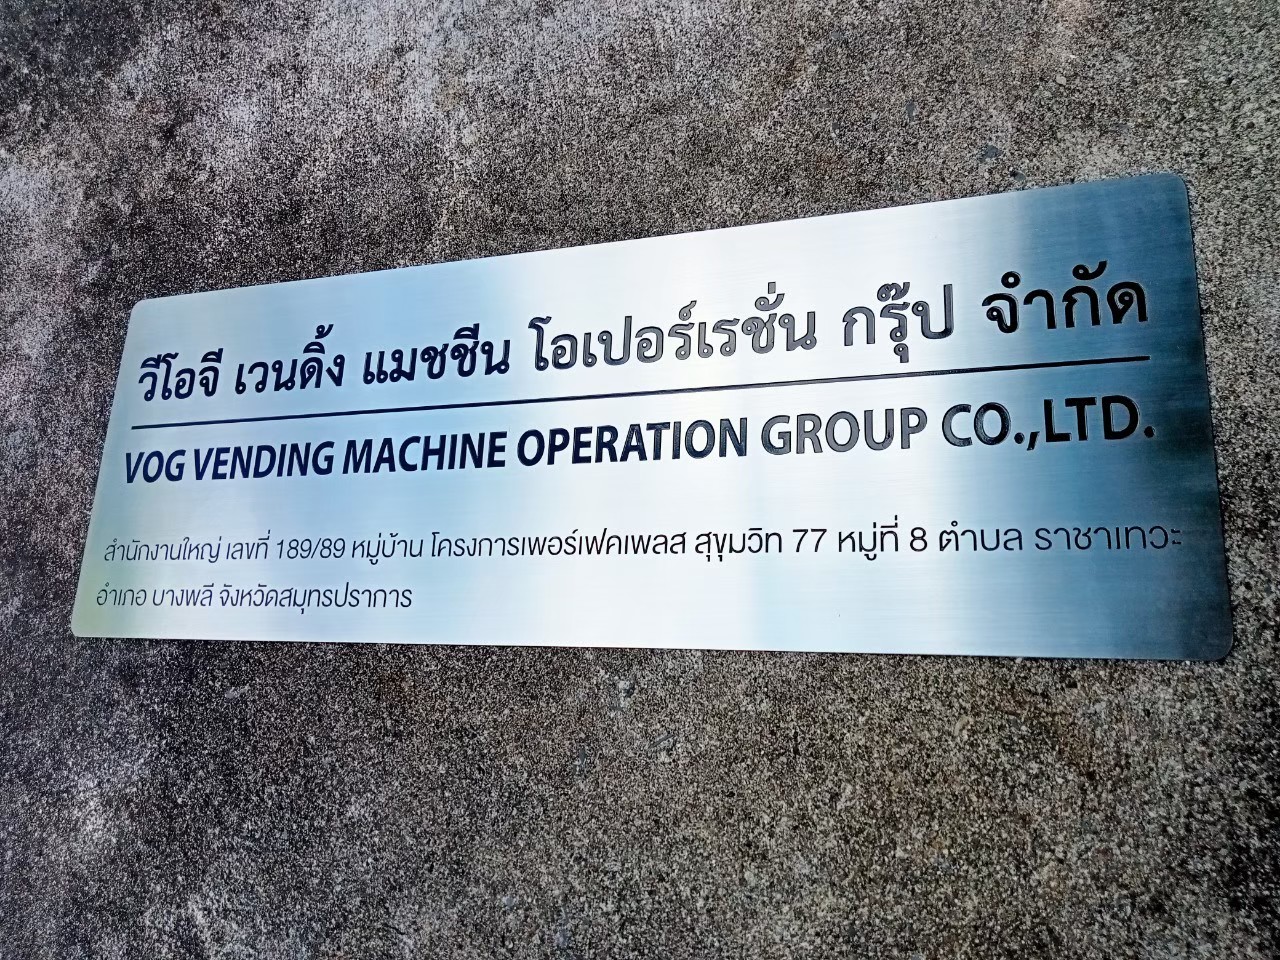 วีโอจี เวนดิ้ง แมชชีน โอเปอร์เรชั่น กรุ๊ป จำกัด
VOG VENDING MACHINE OPERATION GROUP CO.,LTD.
สำนักงานใหญ่ เลขที่ 189/89 หมู่บ้าน โครงการเพอร์เฟคเพลส สุขุมวิท 77 หมู่ที่ 8 ตำบล ราชาเทวะ
อำเภอ บางพลี จังหวัดสมุทรปราการ